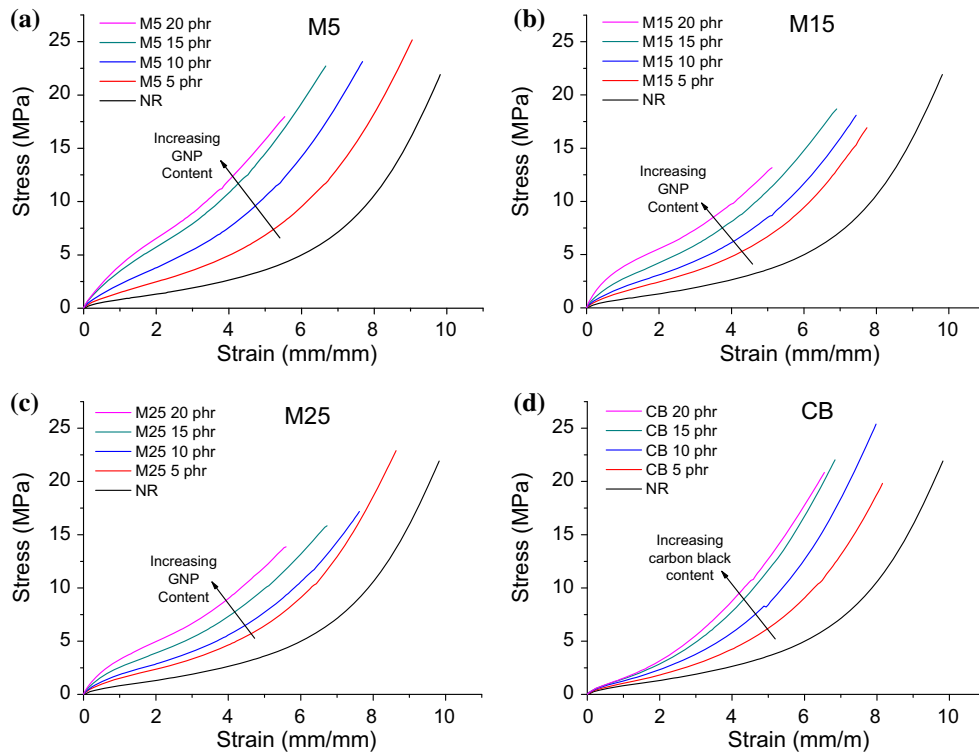 (a)
M5
M5 20 phr
M5 15 phr
M5 10 phr
M5 5 phr
NR
Increasing
GNP
Content
Stress (MPa)
25
20
15
10
5
0
0 2 4 6 8 10
Strain (mm/mm)
(b)
M15
M15 20 phr
M15 15 phr
M15 10 phr
M15 5 phr
NR
Increasing
GNP
Content
Stress (MPa)
25
20
15
10
5
0
0 2 4 6 8 10
Strain (mm/mm)
(c)
M25
M25 20 phr
M25 15 phr
M25 10 phr
M25 5 phr
NR
Increasing
GNP
Content
Stress (MPa)
25
20
15
10
5
0
0 2 4 6 8 10
Strain (mm/mm)
(d)
CB
CB 20 phr
CB 15 phr
CB 10 phr
CB 5 phr
NR
Increasing
carbon black
content
Stress (MPa)
25
20
15
10
5
0
0 2 4 6 8 10
Strain (mm/m)